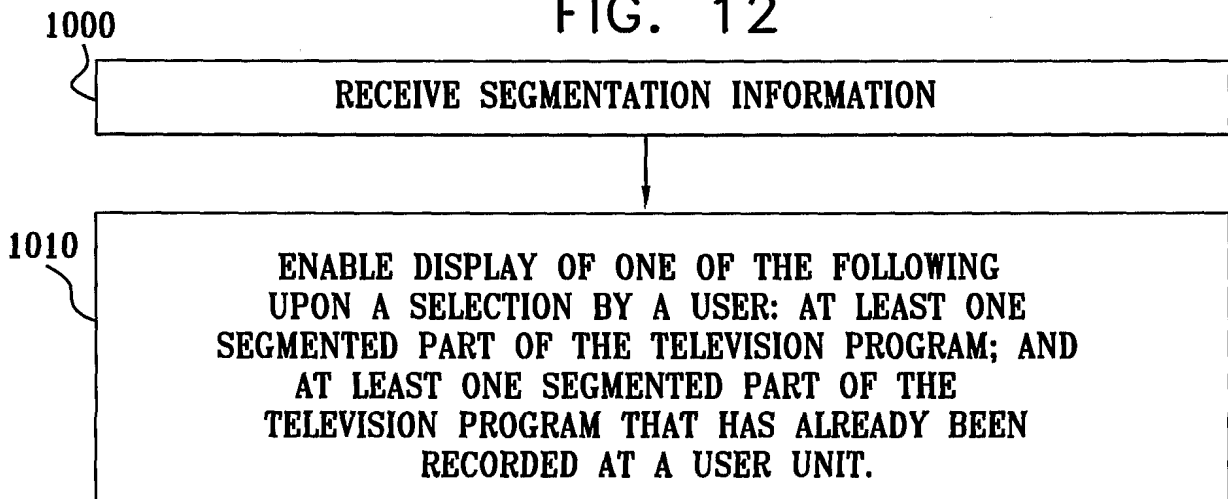 FIG. 12
1000
RECEIVE SEGMENTATION INFORMATION
1010
ENABLE DISPLAY OF ONE OF THE FOLLOWING
UPON A SELECTION BY A USER: AT LEAST ONE
SEGMENTED PART OF THE TELEVISION PROGRAM; AND
AT LEAST ONE SEGMENTED PART OF THE
TELEVISION PROGRAM THAT HAS ALREADY BEEN
RECORDED AT A USER UNIT.